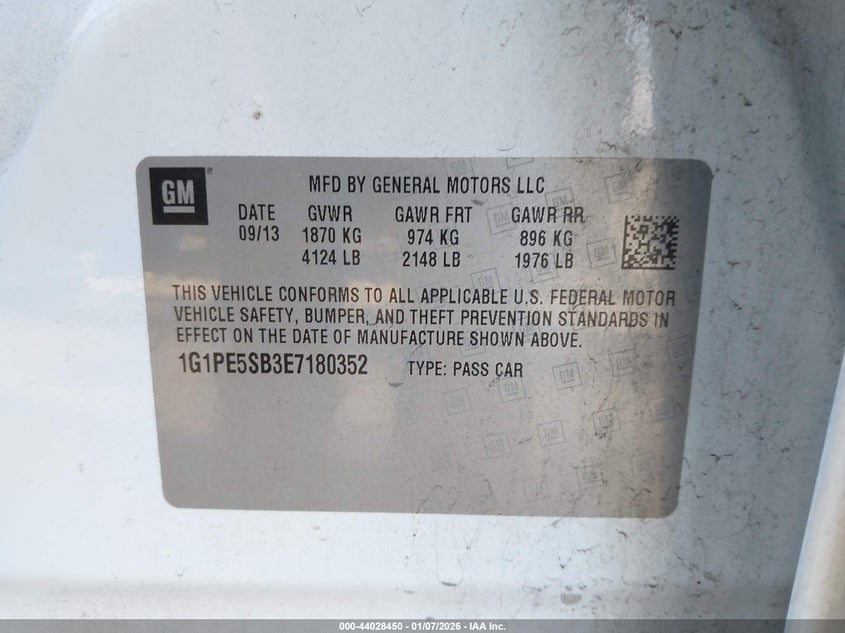 GM
MFD BY GENERAL MOTORS LLC
DATE GVWR GAWR FRT GAWR RR
09/13 1870 KG 974 KG 896 KG
4124 LB 2148 LB 1976 LB
THIS VEHICLE CONFORMS TO ALL APPLICABLE U.S. FEDERAL MOTOR
VEHICLE SAFETY, BUMPER, AND THEFT PREVENTION STANDARDS IN
EFFECT ON THE DATE OF MANUFACTURE SHOWN ABOVE.
1G1PE5SB3E7180352 TYPE: PASS CAR
000-44028450 - 01/07/2026 - IAA Inc.